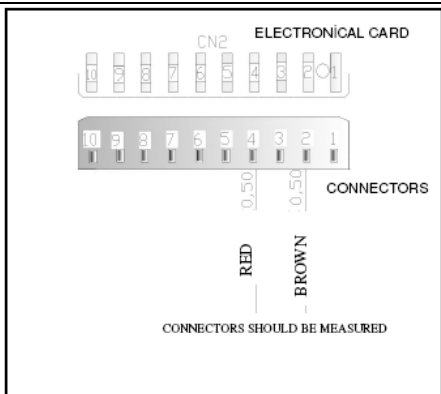 CN2 ELECTRONİCAL CARD
10 9 8 7 6 5 4 3 2 1
10 9 8 7 6 5 4 3 2 1
0,50 0,50
CONNECTORS
RED BROWN
CONNECTORS SHOULD BE MEASURED